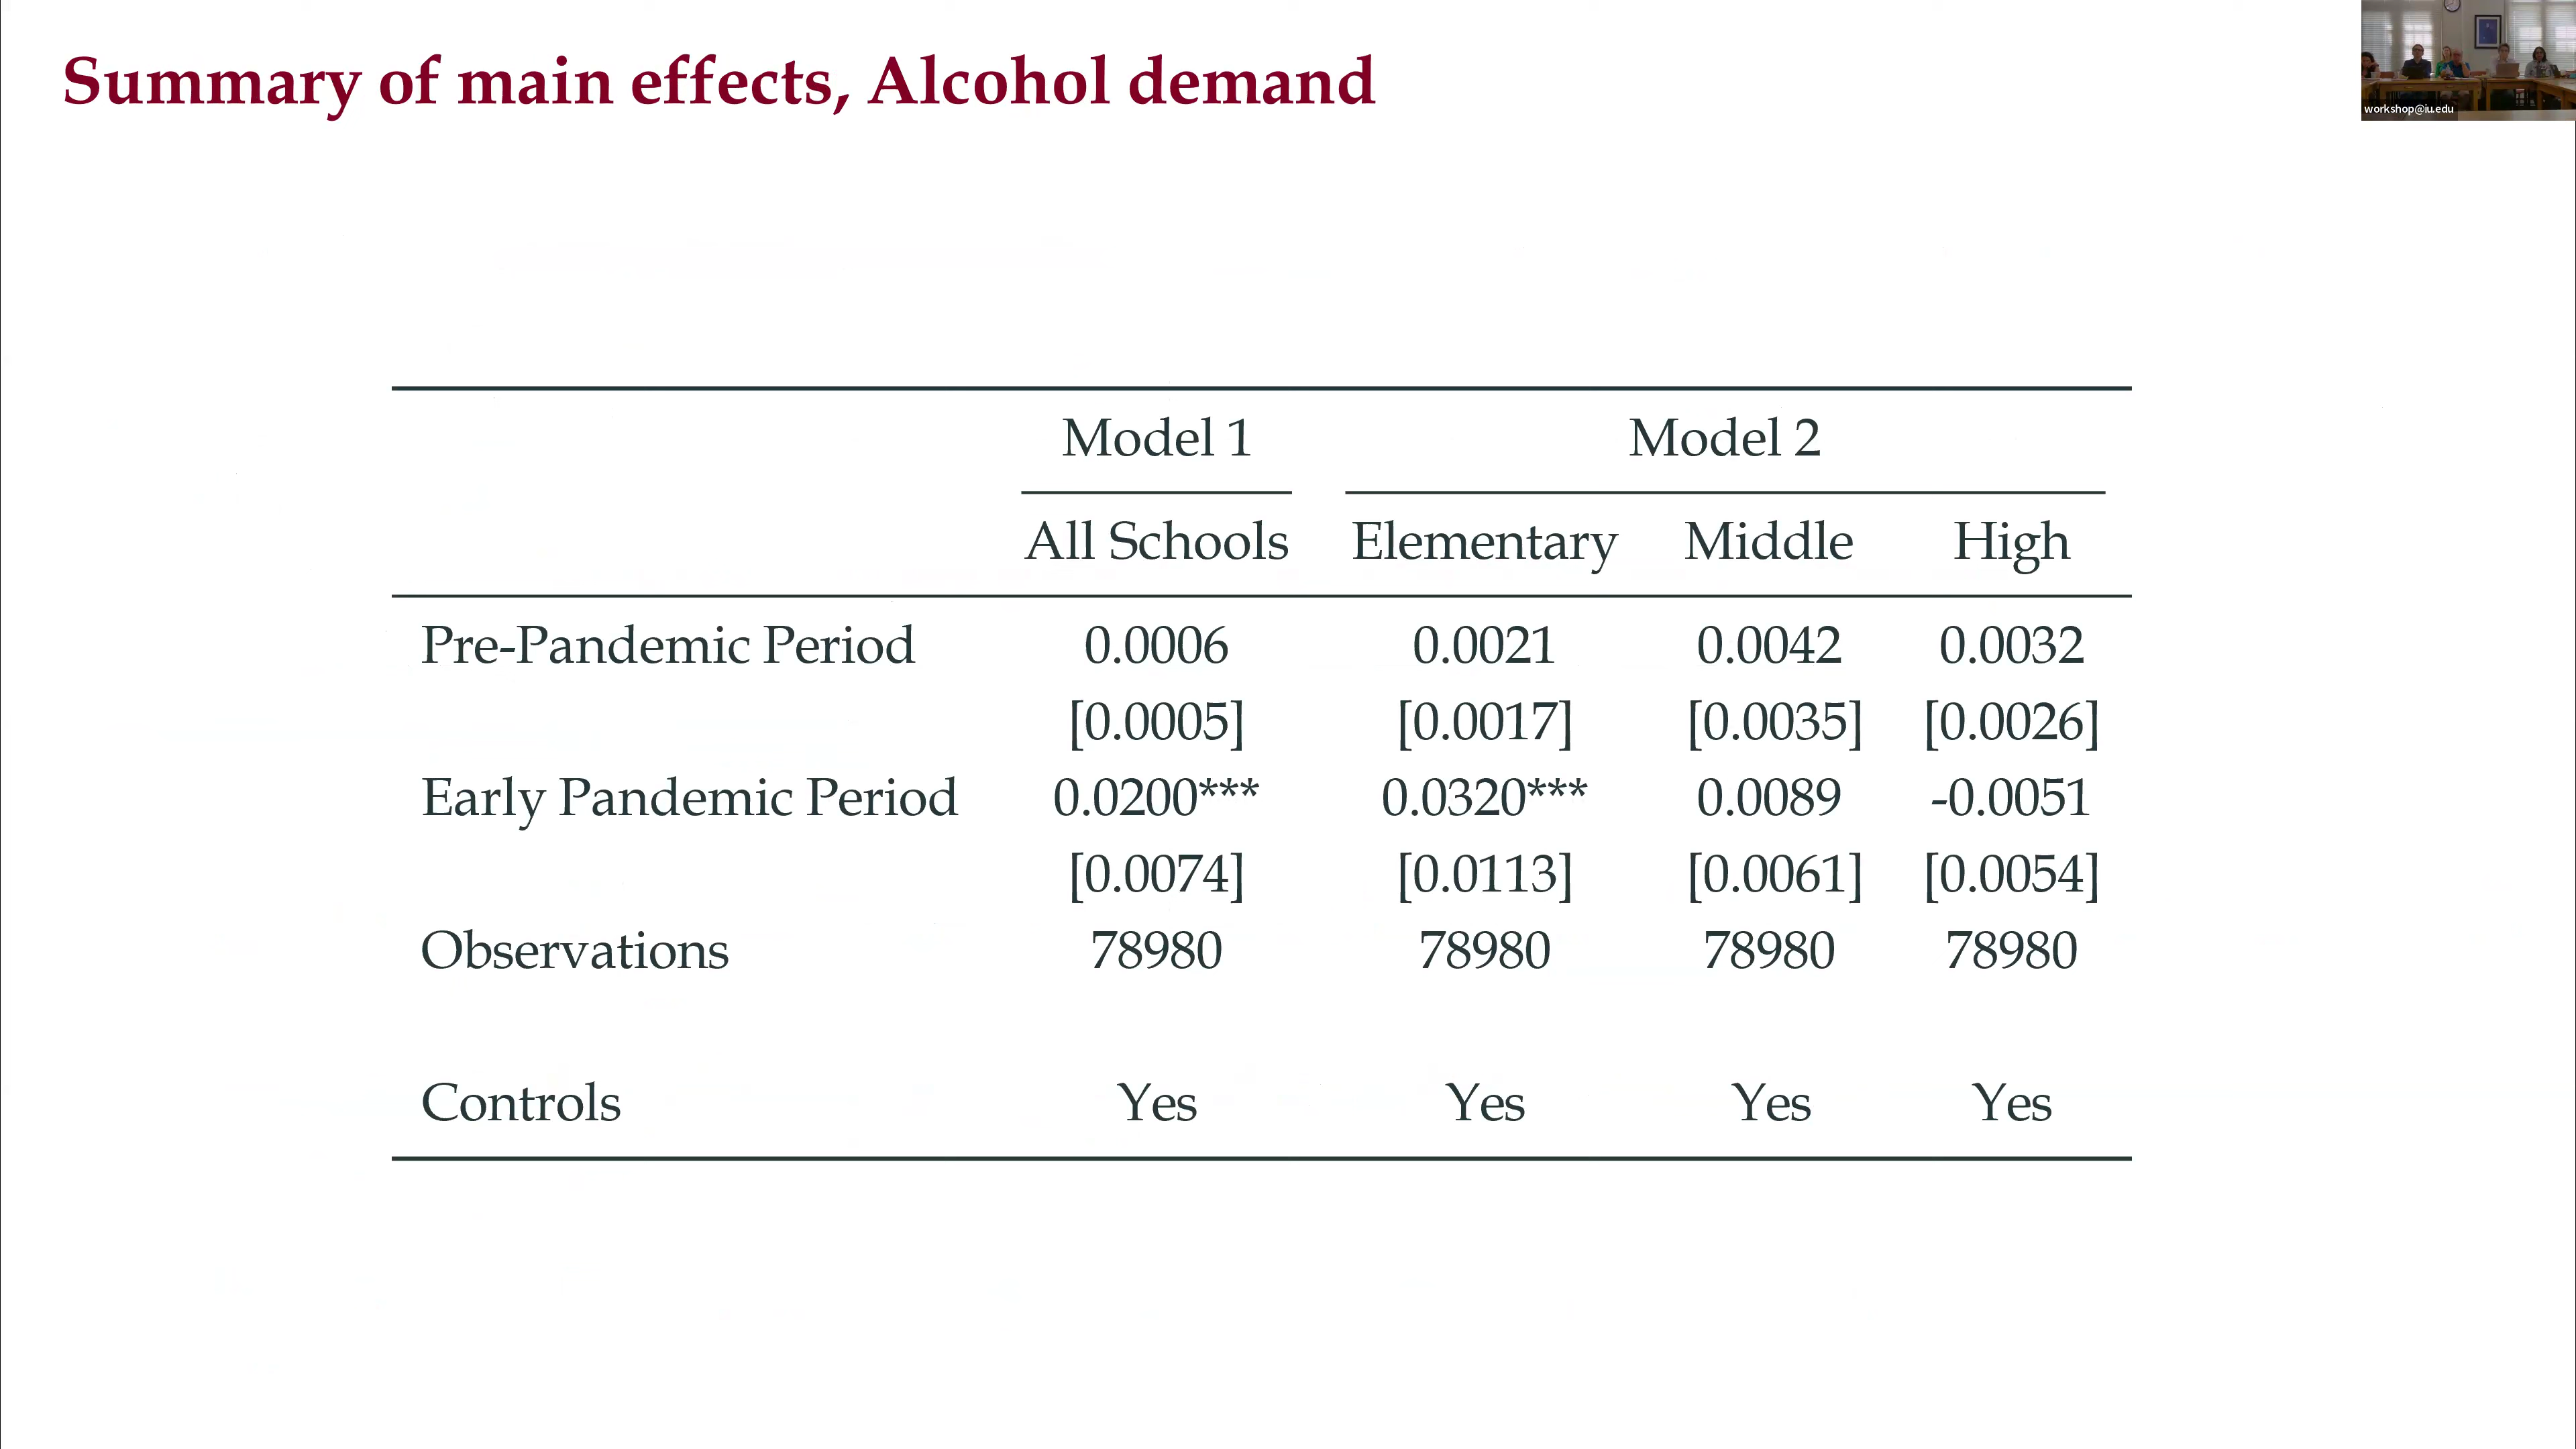 Summary of main effects, Alcohol demand
workshop@iu.edu
Model 1 Model 2
All Schools Elementary Middle High
Pre-Pandemic Period 0.0006 0.0021 0.0042 0.0032
[0.0005] [0.0017] [0.0035] [0.0026]
Early Pandemic Period 0.0200*** 0.0320*** 0.0089 -0.0051
[0.0074] [0.0113] [0.0061] [0.0054]
Observations 78980 78980 78980 78980
Controls Yes Yes Yes Yes